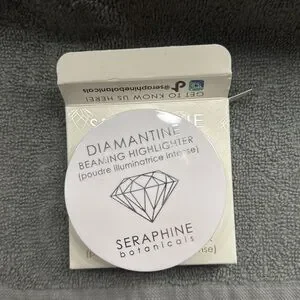 @seraphinebotanicals
GET TO KNOW US HERE!
DIAMANTINE
BEAMING HIGHLIGHTER
(poudre illuminatrice intense)
SERAPHINE
botanicals